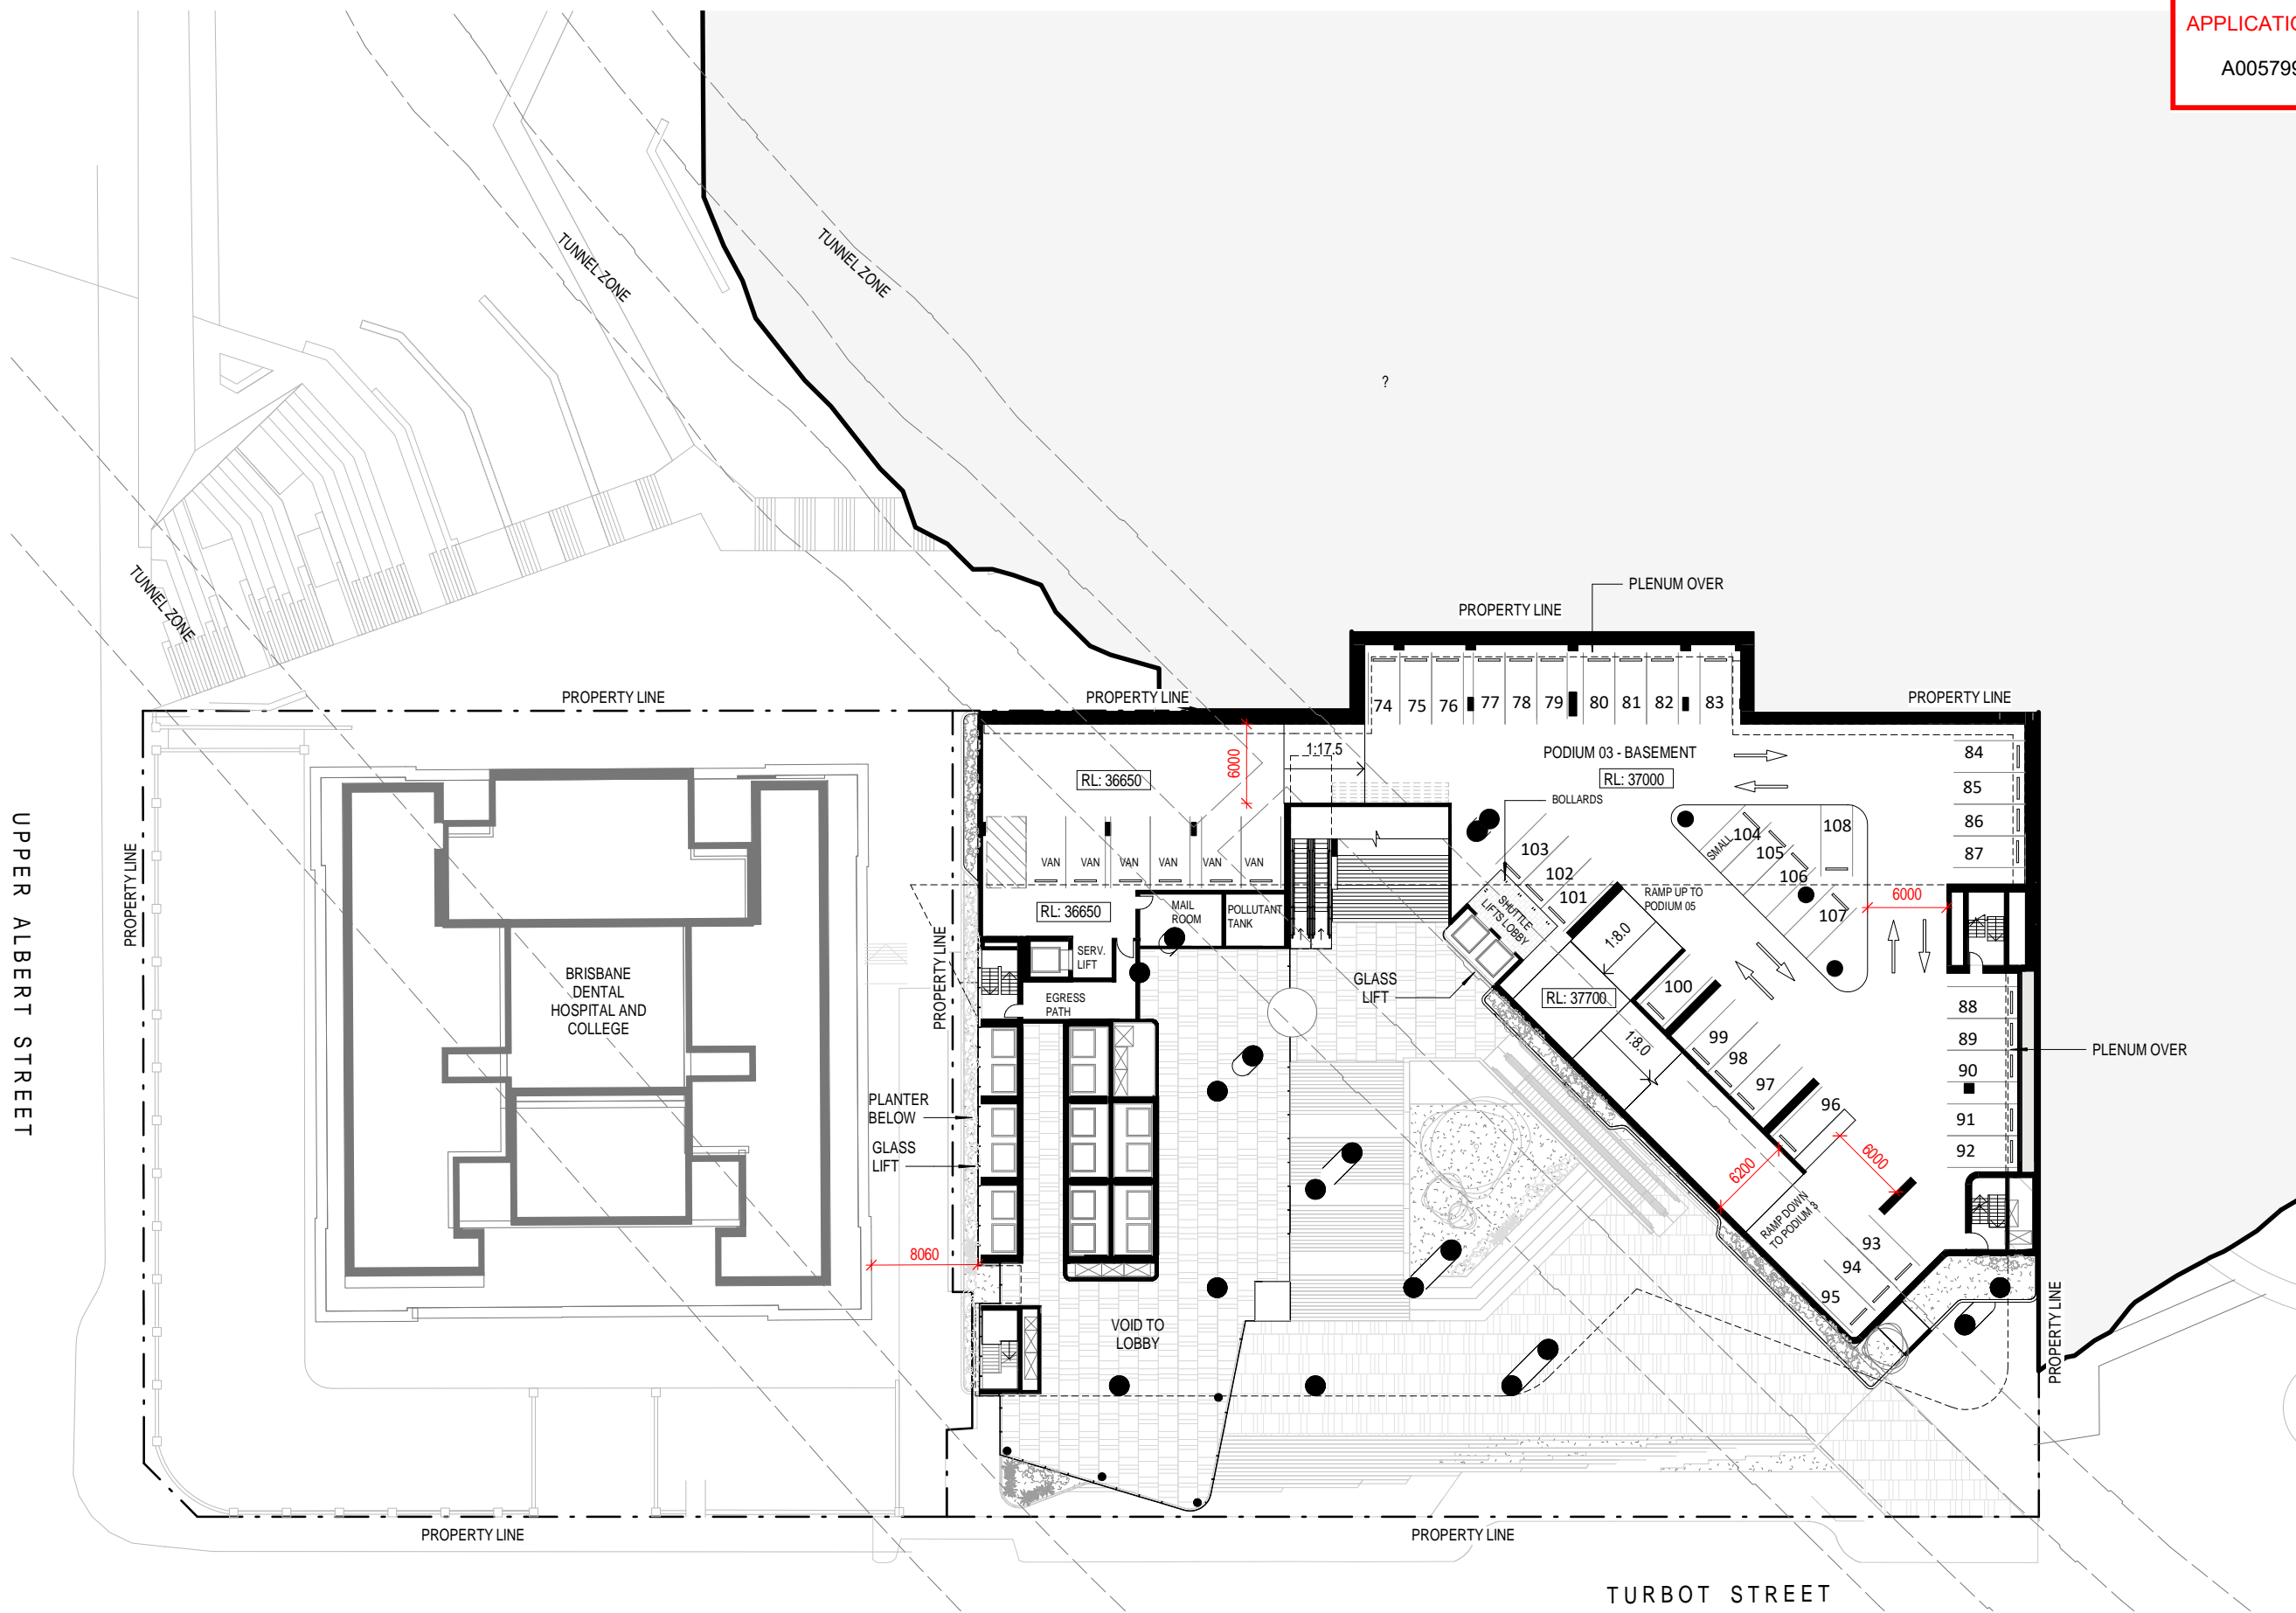 APPLICATIO
A005799
TUNNEL ZONE
TUNNEL ZONE
TUNNEL ZONE
?
PLENUM OVER
PROPERTY LINE
PROPERTY LINE
PROPERTY LINE
PROPERTY LINE
74 75 76 77 78 79 80 81 82 83
1:17.5
6000
PODIUM 03 - BASEMENT
RL: 37000
RL: 36650
84
85
86
87
BOLLARDS
VAN VAN VAN VAN VAN VAN
103
102
101
SMALL
104
105
106
107
108
SHUTTLE
LIFTS LOBBY
RAMP UP TO
PODIUM 05
6000
RL: 36650
MAIL
ROOM
POLLUTANT
TANK
SERV.
LIFT
EGRESS
PATH
GLASS
LIFT
1:8.0
RL: 37700
1:8.0
100
99
98
97
96
88
89
90
91
92
PLENUM OVER
UPPER ALBERT STREET
PROPERTY LINE
PROPERTY LINE
BRISBANE
DENTAL
HOSPITAL AND
COLLEGE
PLANTER
BELOW
GLASS
LIFT
8060
6200
6000
RAMP DOWN
TO PODIUM 3
93
94
95
VOID TO
LOBBY
PROPERTY LINE
PROPERTY LINE
PROPERTY LINE
TURBOT STREET